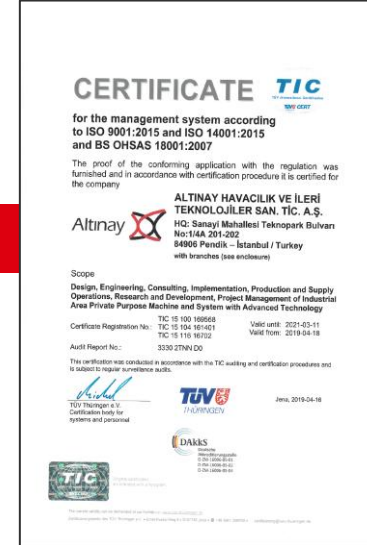 CERTIFICATE
TIC
TÜV CERT
for the management system according
to ISO 9001:2015 and ISO 14001:2015
and BS OHSAS 18001:2007
The proof of the conforming application with the regulation was
furnished and in accordance with certification procedure it is certified for
the company
Altınay
ALTINAY HAVACILIK VE İLERİ
TEKNOLOJİLER SAN. TİC. A.Ş.
HQ: Sanayi Mahallesi Teknopark Bulvarı
No:1/4A 201-202
84906 Pendik – İstanbul / Turkey
with branches (see enclosure)
Scope
Design, Engineering, Consulting, Implementation, Production and Supply
Operations, Research and Development, Project Management of Industrial
Area Private Purpose Machine and System with Advanced Technology
Certificate Registration No.:
TIC 15 100 169568
TIC 15 104 161401
TIC 15 116 16702
Valid until: 2021-03-11
Valid from: 2019-04-18
Audit Report No.: 3330 2TNN D0
This certification was conducted in accordance with the TIC auditing and certification procedures and
is subject to regular surveillance audits.
TÜV Thüringen e.V.
Certification body for
systems and personnel
TÜV
THÜRINGEN
Jena, 2019-04-18
DAkkS
Deutsche
Akkreditierungsstelle
TIC